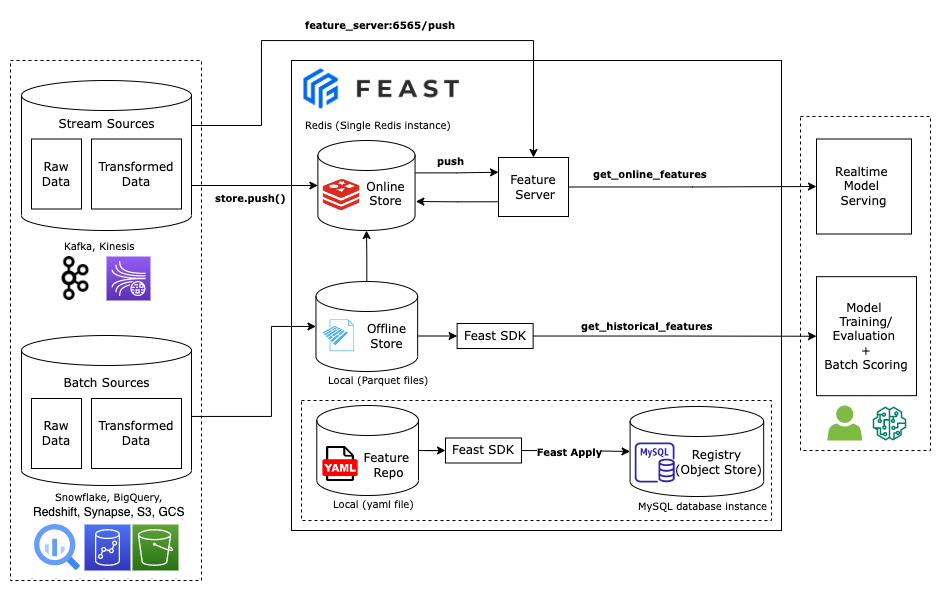 feature_server:6565/push
FEAST
Stream Sources
Raw
Data
Transformed
Data
Kafka, Kinesis
store.push()
Redis (Single Redis instance)
Online
Store
push
Feature
Server
get_online_features
Realtime
Model
Serving
Offline
Store
Local (Parquet files)
Feast SDK
get_historical_features
Model
Training/
Evaluation
+
Batch Scoring
Batch Sources
Raw
Data
Transformed
Data
Snowflake, BigQuery,
Redshift, Synapse, S3, GCS
YAML
Feature
Repo
Local (yaml file)
Feast SDK
Feast Apply
MySQL
Registry
(Object Store)
MySQL database instance